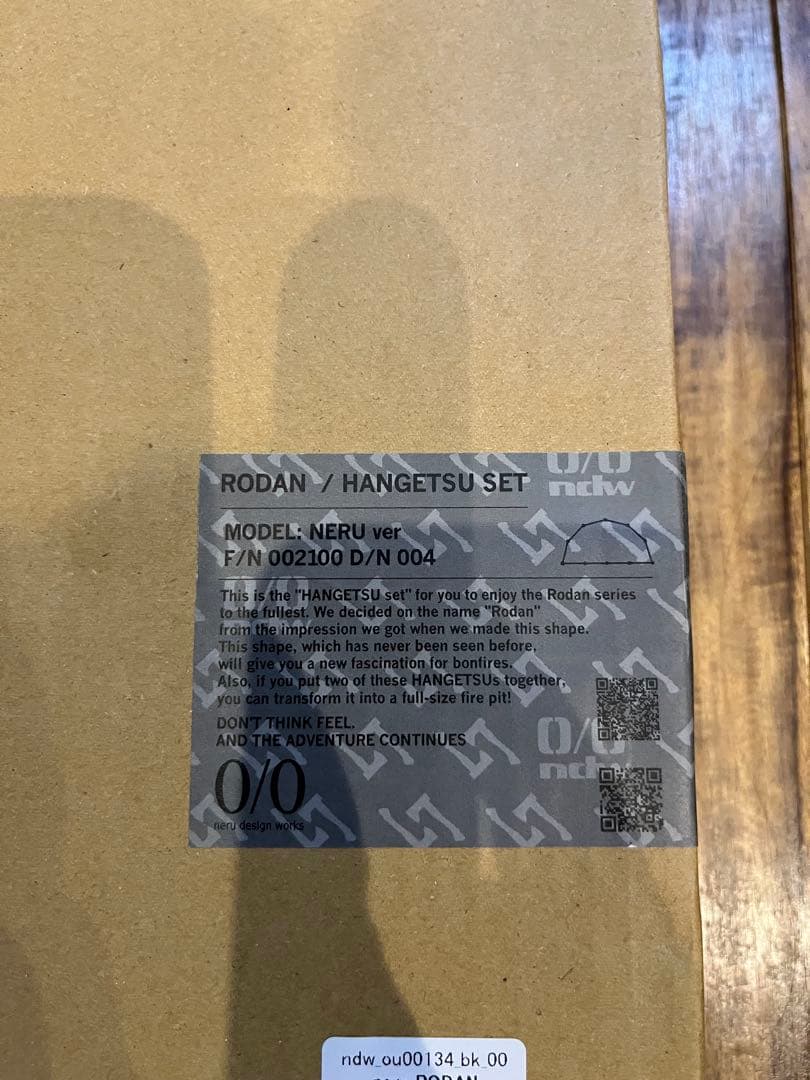 RODAN / HANGETSU SET
0/0
ndw
MODEL: NERU ver
F/N 002100 D/N 004
This is the "HANGETSU set" for you to enjoy the Rodan series
to the fullest. We decided on the name "Rodan"
from the impression we got when we made this shape.
This shape, which has never been seen before,
will give you a new fascination for bonfires.
Also, if you put two of these HANGETSUs together,
you can transform it into a full-size fire pit!
DON'T THINK FEEL.
AND THE ADVENTURE CONTINUES
0/0
ndw
0/0
neru design works
ndw_ou00134_bk_00
RODAN